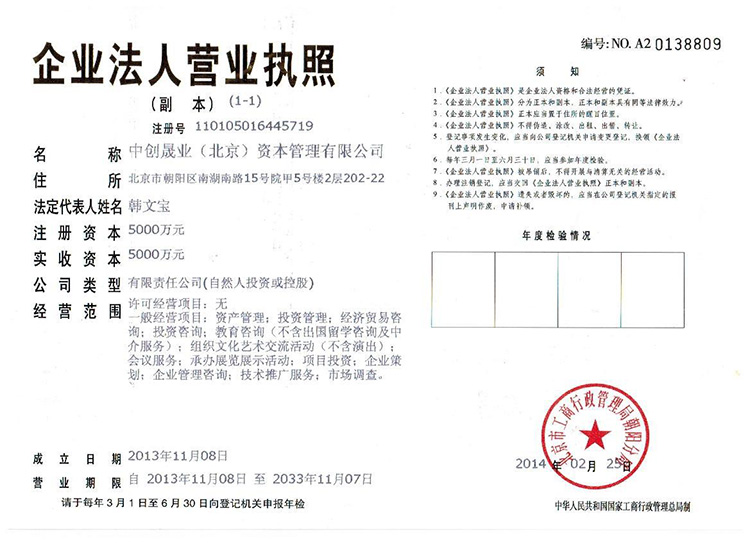 企业法人营业执照
（副　本）(1-1)
注册号 110105016445719
名称 中创晟业（北京）资本管理有限公司
住所 北京市朝阳区南湖南路15号院甲5号楼2层202-22
法定代表人姓名 韩文宝
注册资本 5000万元
实收资本 5000万元
公司类型 有限责任公司(自然人投资或控股)
经营范围 许可经营项目：无
一般经营项目：资产管理；投资管理；经济贸易咨
询；投资咨询；教育咨询（不含出国留学咨询及中
介服务）；组织文化艺术交流活动（不含演出）；
会议服务；承办展览展示活动；项目投资；企业策
划；企业管理咨询；技术推广服务；市场调查。
成立日期 2013年11月08日
营业期限 自 2013年11月08日 至 2033年11月07日
请于每年3月1日至6月30日向登记机关申报年检
编号: NO. A2 0138809
须　知
1．《企业法人营业执照》是企业法人资格和合法经营的凭证。
2．《企业法人营业执照》分为正本和副本，正本和副本具有同等法律效力。
3．《企业法人营业执照》正本应当置于住所的醒目位置。
4．《企业法人营业执照》不得伪造、涂改、出租、出借、转让。
5．登记事项发生变化，应当向公司登记机关申请变更登记，换领《企业法
人营业执照》。
6．每年三月一日至六月三十日，应当参加年度检验。
7．《企业法人营业执照》被吊销后，不得开展与清算无关的经营活动。
8．办理注销登记，应当交回《企业法人营业执照》正本和副本。
9．《企业法人营业执照》遗失或者毁坏的，应当在公司登记机关指定的报
刊上声明作废，申请补领。
年度检验情况
北京市工商行政管理局朝阳分局
2014年02月25日
中华人民共和国国家工商行政管理总局制